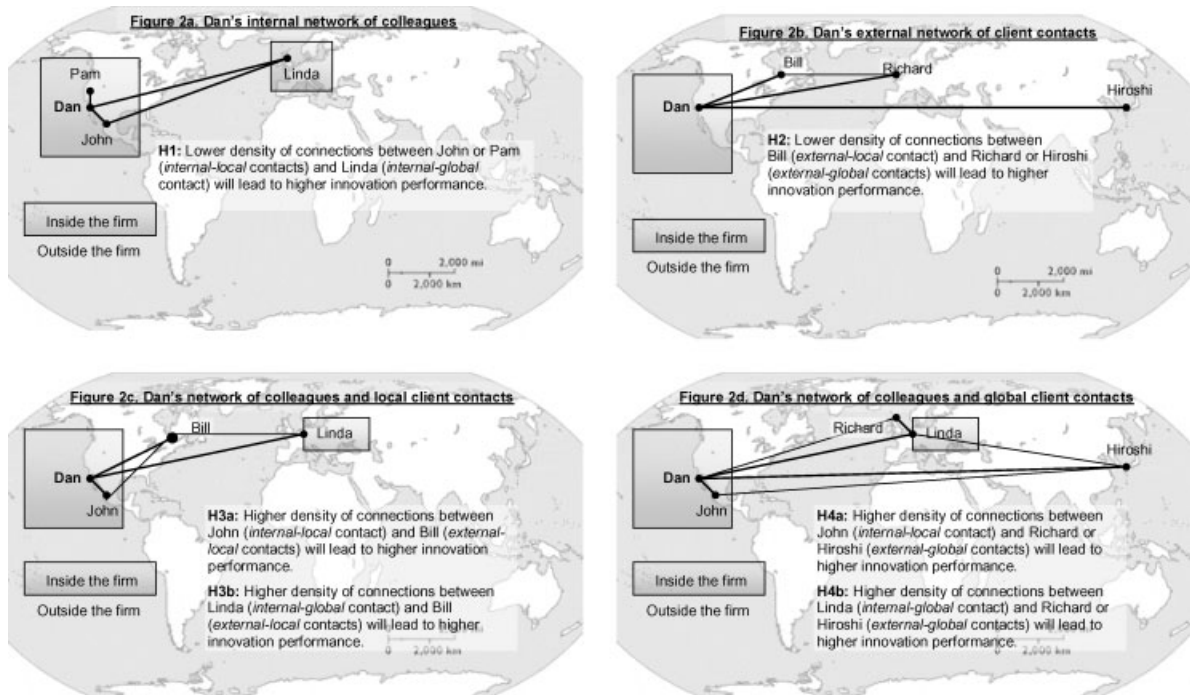 Figure 2a. Dan's internal network of colleagues
Pam
Linda
Dan
John
H1: Lower density of connections between John or Pam
(internal-local contacts) and Linda (internal-global
contact) will lead to higher innovation performance.
Inside the firm
Outside the firm
0 2,000 mi
0 2,000 km
Figure 2b. Dan's external network of client contacts
Bill
Richard
Hiroshi
Dan
H2: Lower density of connections between
Bill (external-local contact) and Richard or Hiroshi
(external-global contacts) will lead to higher
innovation performance.
Inside the firm
Outside the firm
0 2,000 mi
0 2,000 km
Figure 2c. Dan's network of colleagues and local client contacts
Bill
Linda
Dan
John
H3a: Higher density of connections between
John (internal-local contact) and Bill (external-
local contacts) will lead to higher innovation
performance.
H3b: Higher density of connections between
Linda (internal-global contact) and Bill
(external-local contacts) will lead to higher
innovation performance.
Inside the firm
Outside the firm
2,000 km
Figure 2d. Dan's network of colleagues and global client contacts
Richard
Linda
Hiroshi
Dan
John
H4a: Higher density of connections between
John (internal-local contact) and Richard or
Hiroshi (external-global contacts) will lead to
higher innovation performance.
H4b: Higher density of connections between
Linda (internal-global contact) and Richard or
Hiroshi (external-global contacts) will lead to
higher innovation performance.
Inside the firm
Outside the firm
2,000 km